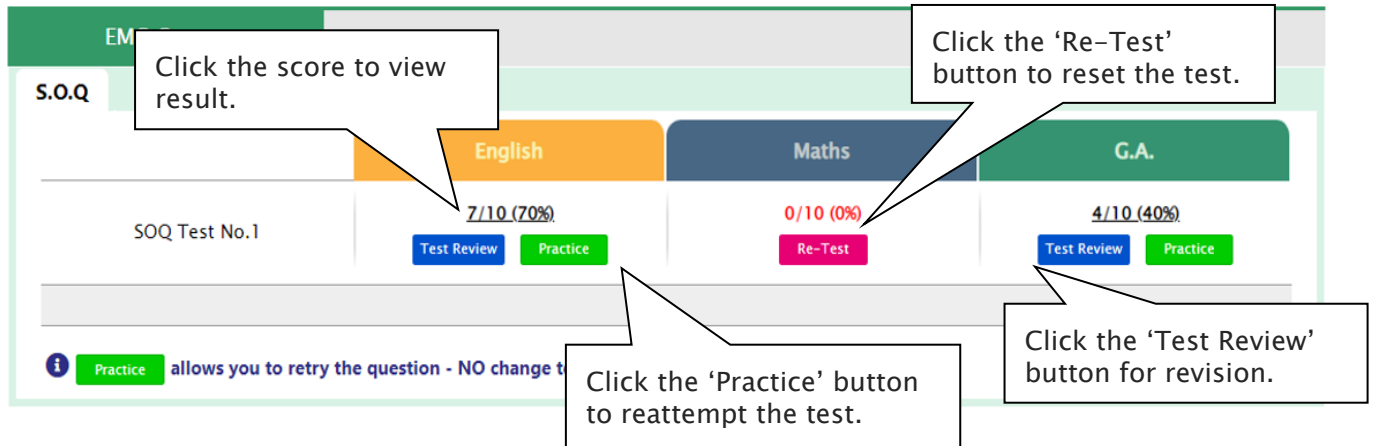 EM
Click the score to view
result.
Click the ‘Re-Test’
button to reset the test.
S.O.Q
English
Maths
G.A.
SOQ Test No.1
7/10 (70%)
0/10 (0%)
4/10 (40%)
Test Review
Practice
Re-Test
Test Review
Practice
Click the ‘Test Review’
button for revision.
i Practice allows you to retry the question - NO change t
Click the ‘Practice’ button
to reattempt the test.